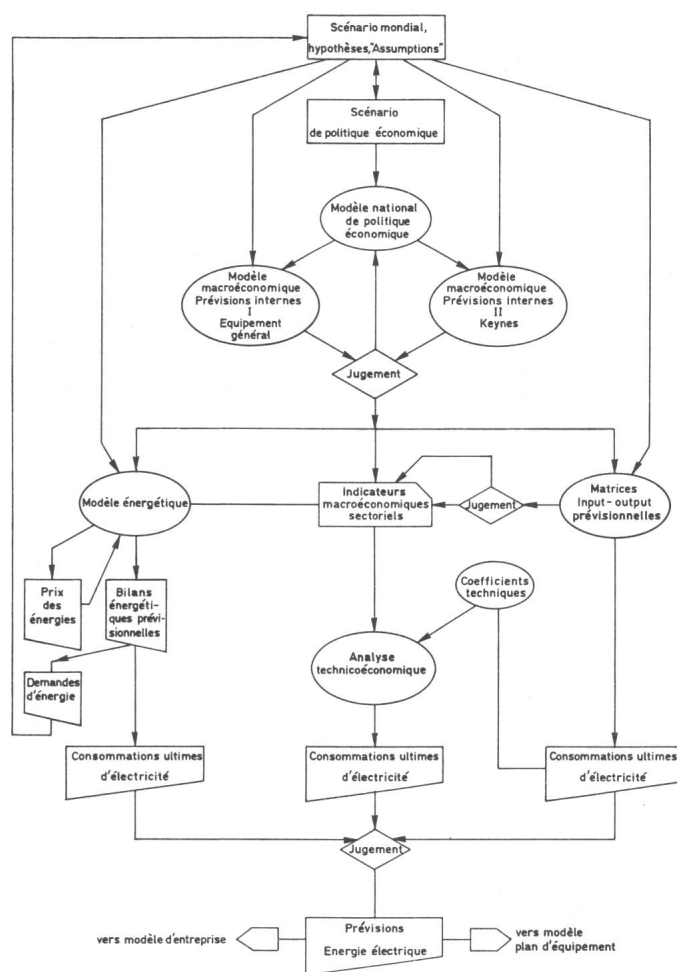 Scénario mondial,
hypothèses,"Assumptions"
Scénario
de politique économique
Modèle national
de politique
économique
Modèle
macroéconomique
Prévisions internes
I
Equipement
général
Modèle
macroéconomique
Prévisions internes
II
Keynes
Jugement
Modèle énergétique
Indicateurs
macroéconomiques
sectoriels
Jugement
Matrices
Input-output
prévisionnelles
Prix
des
énergies
Bilans
énergéti-
ques prévi-
sionnelles
Coefficients
techniques
Demandes
d'énergie
Analyse
technicoéconomique
Consommations ultimes
d'électricité
Consommations ultimes
d'électricité
Consommations ultimes
d'électricité
Jugement
vers modèle d'entreprise
Prévisions
Energie électrique
vers modèle
plan d'équipement